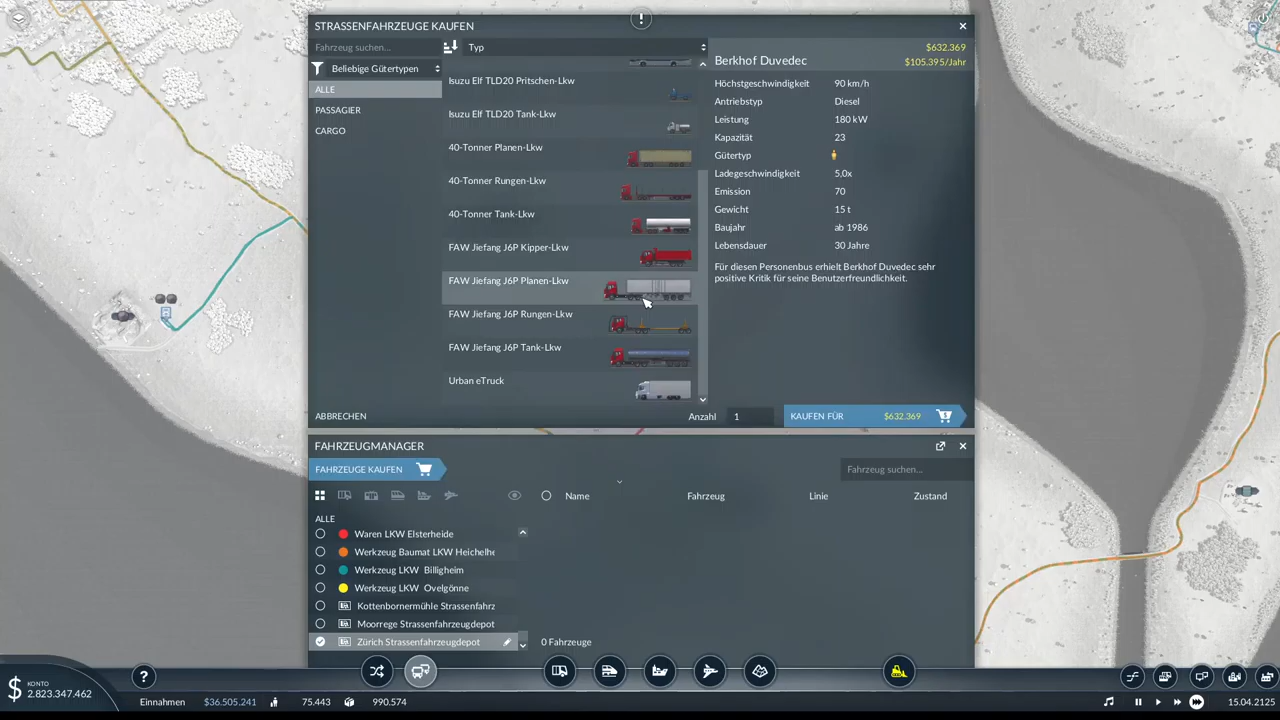 STRASSENFAHRZEUGE KAUFEN
Fahrzeug suchen...
Typ
Beliebige Gütertypen
ALLE
PASSAGIER
CARGO
Isuzu Elf TLD20 Pritschen-Lkw
Isuzu Elf TLD20 Tank-Lkw
40-Tonner Planen-Lkw
40-Tonner Rungen-Lkw
40-Tonner Tank-Lkw
FAW Jiefang J6P Kipper-Lkw
FAW Jiefang J6P Planen-Lkw
FAW Jiefang J6P Rungen-Lkw
FAW Jiefang J6P Tank-Lkw
Urban eTruck
$632.369
Berkhof Duvedec
$105.395/Jahr
Höchstgeschwindigkeit 90 km/h
Antriebstyp Diesel
Leistung 180 kW
Kapazität 23
Gütertyp
Ladegeschwindigkeit 5,0x
Emission 70
Gewicht 15 t
Baujahr ab 1986
Lebensdauer 30 Jahre
Für diesen Personenbus erhielt Berkhof Duvedec sehr
positive Kritik für seine Benutzerfreundlichkeit.
ABBRECHEN
Anzahl 1
KAUFEN FÜR $632.369
FAHRZEUGMANAGER
FAHRZEUGE KAUFEN
Fahrzeug suchen...
Name Fahrzeug Linie Zustand
ALLE
Waren LKW Elsterheide
Werkzeug Baumat LKW Heichelhe
Werkzeug LKW Billigheim
Werkzeug LKW Ovelgönne
Kottenbornermühle Strassenfahrz
Moorrege Strassenfahrzeugdepot
Zürich Strassenfahrzeugdepot
0 Fahrzeuge
$ KONTO
2.823.347.462
?
Einnahmen $36.505.241 75.443 990.574
15.04.2125